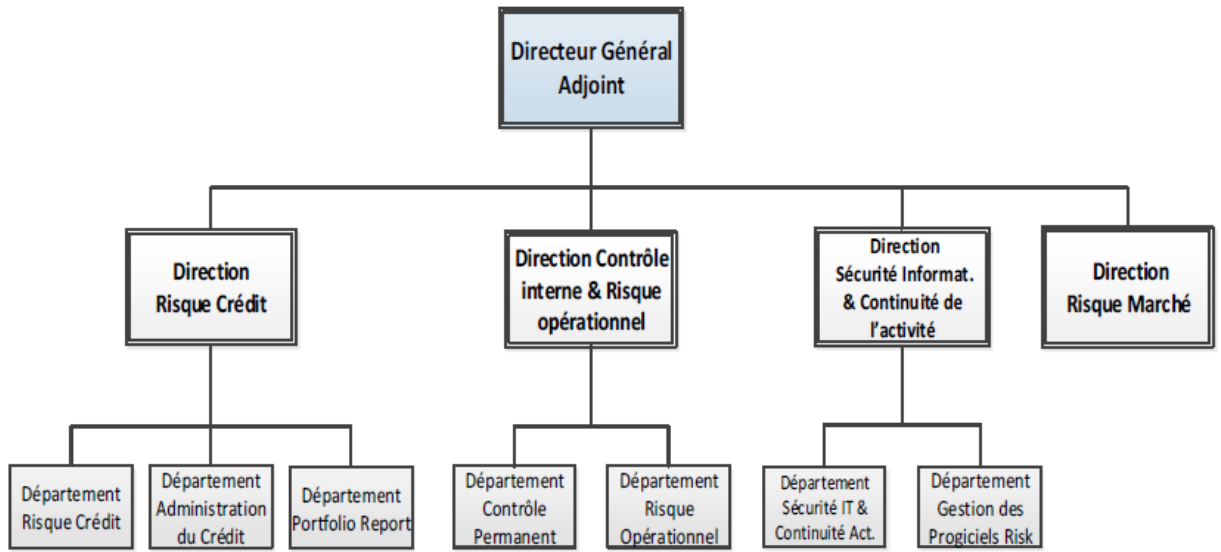 Directeur Général
Adjoint
Direction
Risque Crédit
Direction Contrôle
interne & Risque
opérationnel
Direction
Sécurité Informat.
& Continuité de
l'activité
Direction
Risque Marché
Département
Risque Crédit
Département
Administration
du Crédit
Département
Portfolio Report
Département
Contrôle
Permanent
Département
Risque
Opérationnel
Département
Sécurité IT &
Continuité Act.
Département
Gestion des
Progiciels Risk